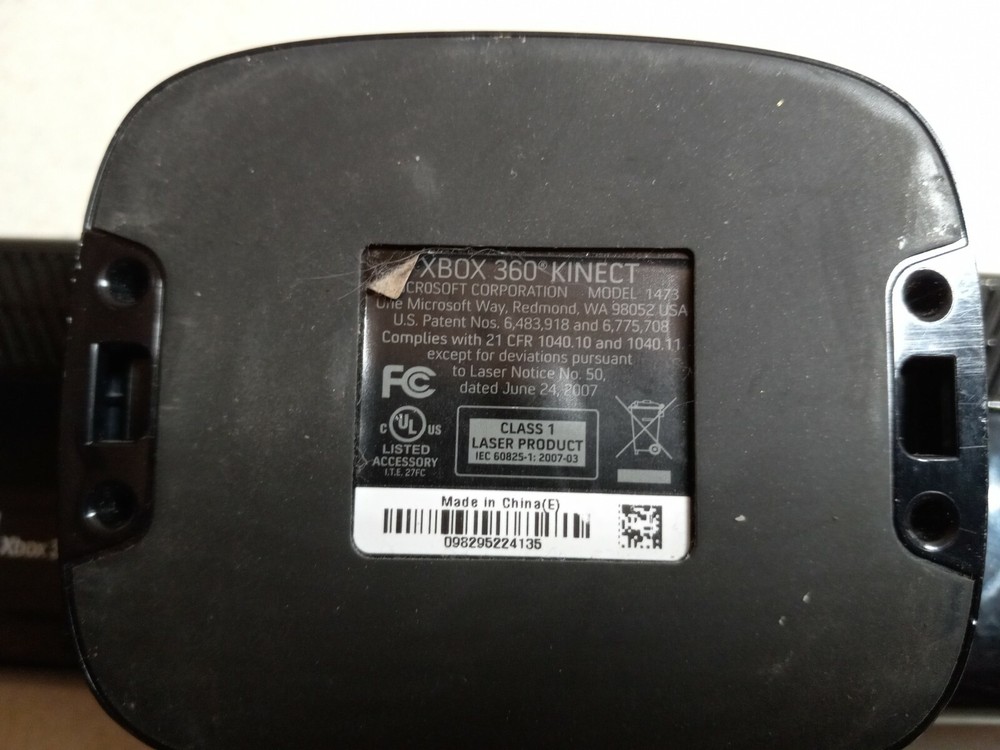 XBOX 360® KINECT
CROSOFT CORPORATION MODEL 1473
One Microsoft Way, Redmond, WA 98052 USA
U.S. Patent Nos. 6,483,918 and 6,775,708
Complies with 21 CFR 1040.10 and 1040.11
except for deviations pursuant
to Laser Notice No. 50,
dated June 24, 2007
FC
C UL US
LISTED
ACCESSORY
I.T.E. 27FC
CLASS 1
LASER PRODUCT
IEC 60825-1: 2007-03
Made in China(E)
098295224135
Xbox